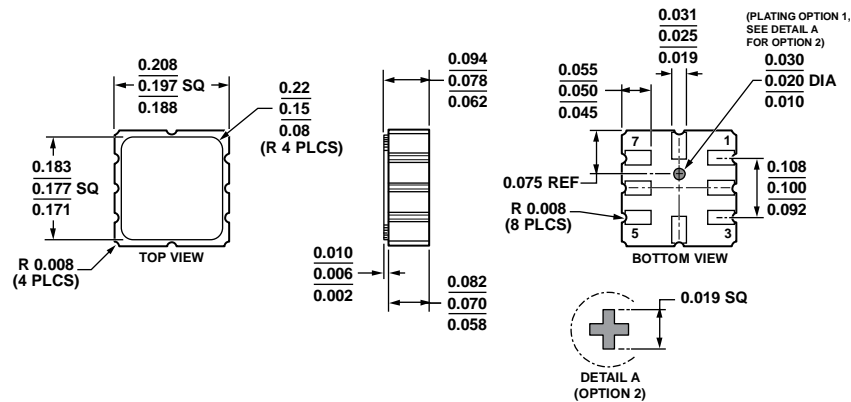 0.208
0.197 SQ
0.188
0.22
0.15
0.08
(R 4 PLCS)
0.183
0.177 SQ
0.171
R 0.008
(4 PLCS)
TOP VIEW
0.094
0.078
0.062
0.010
0.006
0.002
0.082
0.070
0.058
0.031
0.025
0.019
(PLATING OPTION 1,
SEE DETAIL A
FOR OPTION 2)
0.055
0.050
0.045
0.030
0.020 DIA
0.010
7
1
0.075 REF
0.108
0.100
0.092
R 0.008
(8 PLCS)
5
3
BOTTOM VIEW
0.019 SQ
DETAIL A
(OPTION 2)